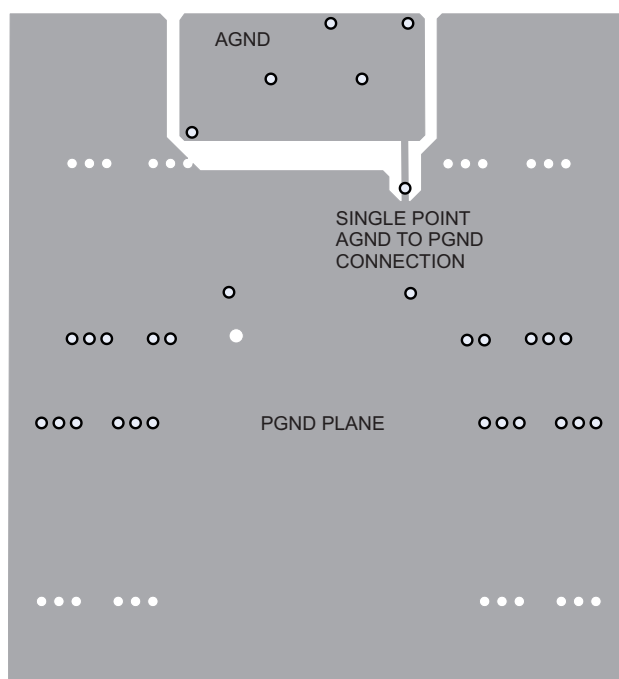 AGND
SINGLE POINT
AGND TO PGND
CONNECTION
PGND PLANE